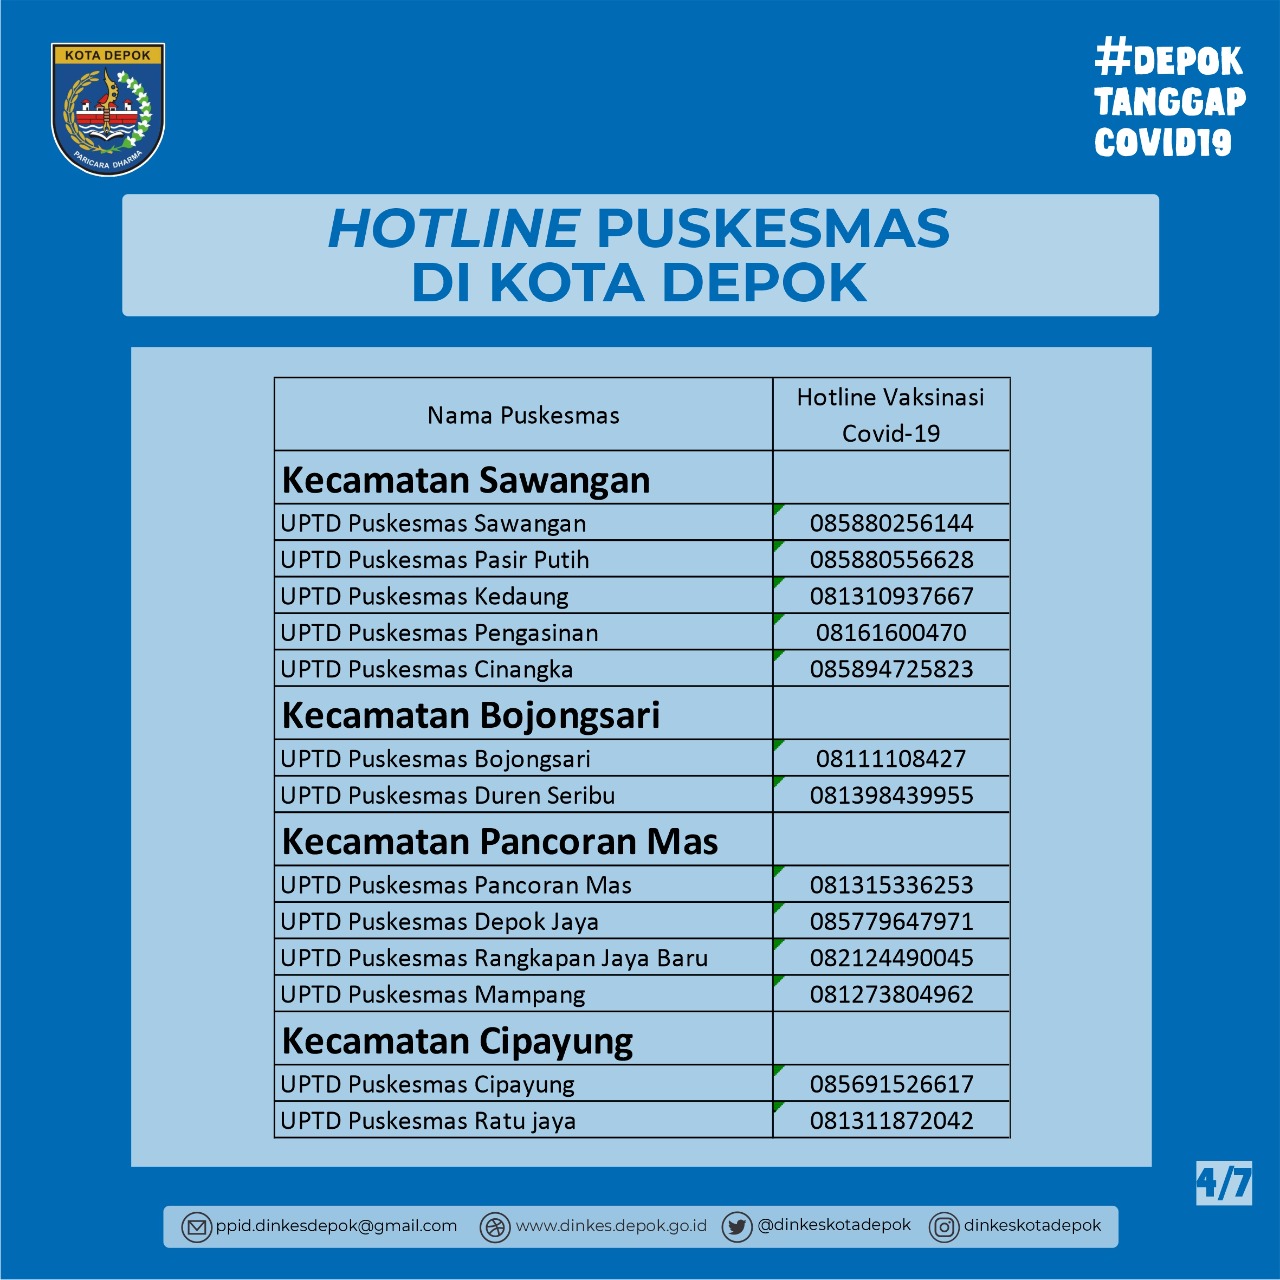 KOTA DEPOK
PARICARA DHARMA
#DEPOK
TANGGAP
COVID19
HOTLINE PUSKESMAS
DI KOTA DEPOK
Nama Puskesmas
Hotline Vaksinasi
Covid-19
Kecamatan Sawangan
UPTD Puskesmas Sawangan 085880256144
UPTD Puskesmas Pasir Putih 085880556628
UPTD Puskesmas Kedaung 081310937667
UPTD Puskesmas Pengasinan 08161600470
UPTD Puskesmas Cinangka 085894725823
Kecamatan Bojongsari
UPTD Puskesmas Bojongsari 08111108427
UPTD Puskesmas Duren Seribu 081398439955
Kecamatan Pancoran Mas
UPTD Puskesmas Pancoran Mas 081315336253
UPTD Puskesmas Depok Jaya 085779647971
UPTD Puskesmas Rangkapan Jaya Baru 082124490045
UPTD Puskesmas Mampang 081273804962
Kecamatan Cipayung
UPTD Puskesmas Cipayung 085691526617
UPTD Puskesmas Ratu jaya 081311872042
4/7
ppid.dinkesdepok@gmail.com www.dinkes.depok.go.id @dinkeskotadepok dinkeskotadepok